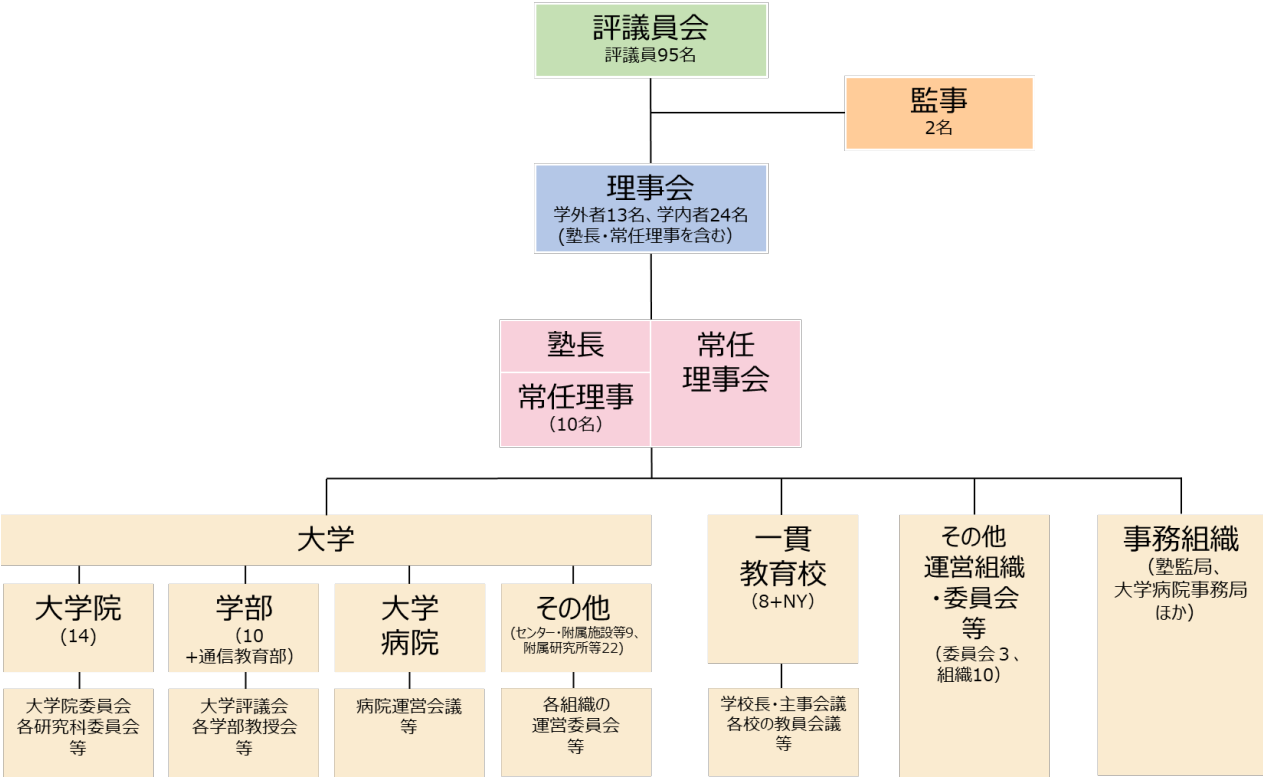 評議員会
評議員95名
監事
2名
理事会
学外者13名、学内者24名
(塾長・常任理事を含む)
塾長
常任理事
（10名）
常任
理事会
大学
大学院
(14)
大学院委員会
各研究科委員会
等
学部
（10
+通信教育部）
大学評議会
各学部教授会
等
大学
病院
病院運営会議
等
その他
(センター・附属施設等9、
附属研究所等22)
各組織の
運営委員会
等
一貫
教育校
（8+NY）
学校長・主事会議
各校の教員会議
等
その他
運営組織
・委員会
等
（委員会３、
組織10）
事務組織
（塾監局、
大学病院事務局
ほか)